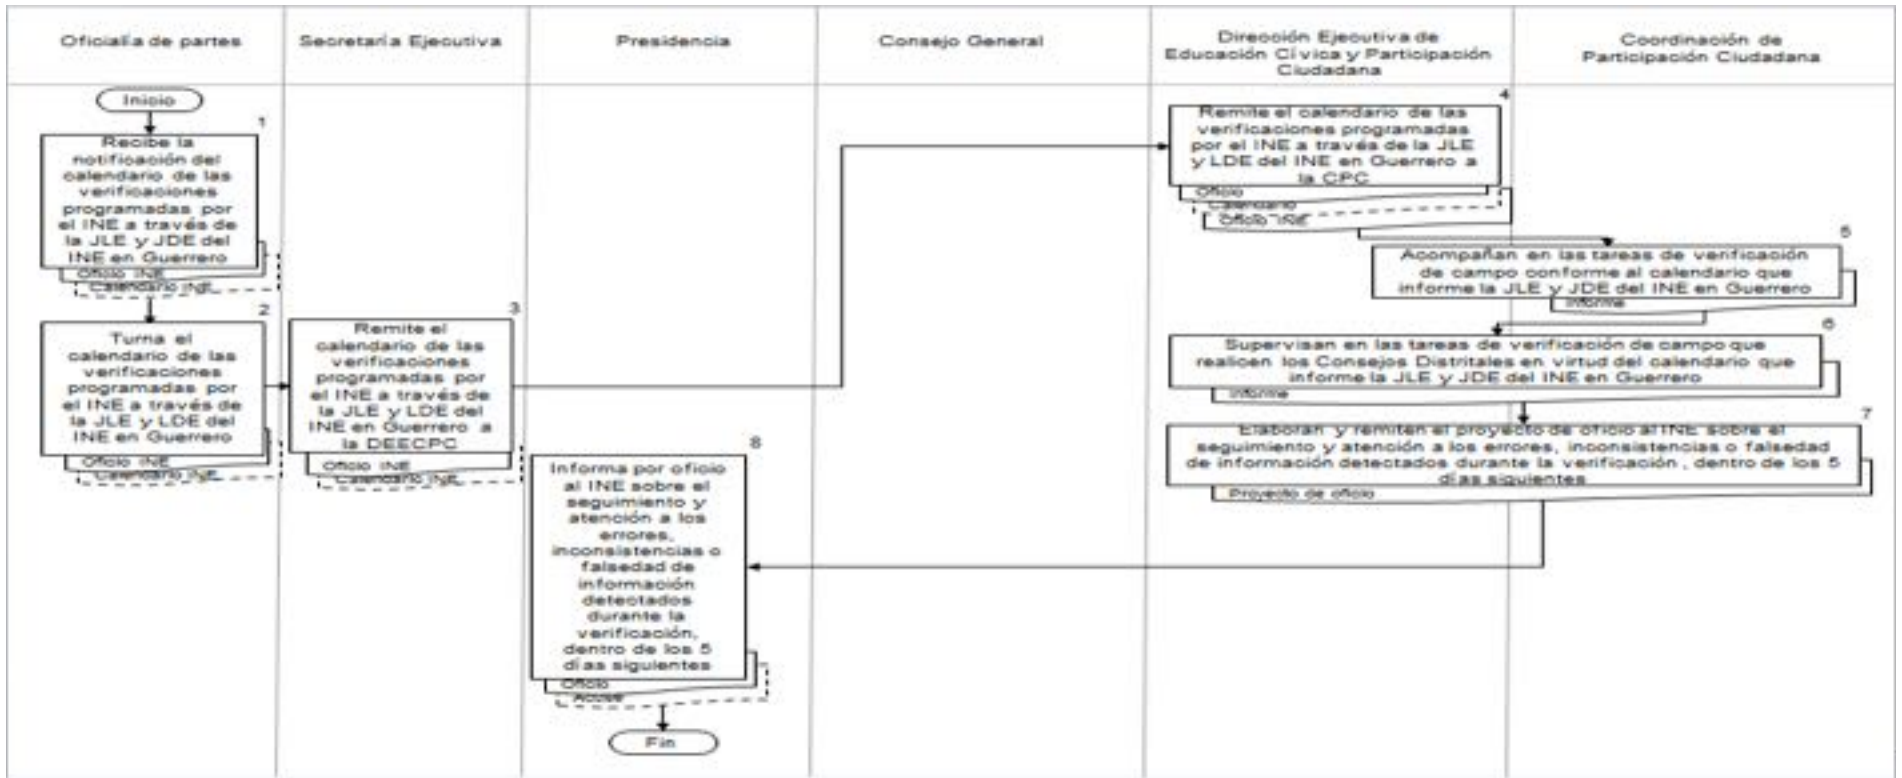 Oficialía de partes
Secretaría Ejecutiva
Presidencia
Consejo General
Dirección Ejecutiva de
Educación Cívica y Participación
Ciudadana
Coordinación de
Participación Ciudadana
Inicio
1
Recibe la
notificación del
calendario de las
verificaciones
programadas por
el INE a través de
la JLE y JDE del
INE en Guerrero
Oficio INE
Calendario INE
2
Turna el
calendario de las
verificaciones
programadas por
el INE a través de
la JLE y LDE del
INE en Guerrero
Oficio INE
Calendario INE
3
Remite el
calendario de las
verificaciones
programadas por
el INE a través de
la JLE y LDE del
INE en Guerrero a
la DEECPC
Oficio INE
Calendario INE
4
Remite el calendario de las
verificaciones programadas
por el INE a través de la JLE
y LDE del INE en Guerrero a
la CPC
Oficio
Calendario
Oficio INE
5
Acompañan en las tareas de verificación
de campo conforme al calendario que
informe la JLE y JDE del INE en Guerrero
Informe
6
Supervisan en las tareas de verificación de campo que
realicen los Consejos Distritales en virtud del calendario que
informe la JLE y JDE del INE en Guerrero
Informe
7
Elaboran y remiten el proyecto de oficio al INE sobre el
seguimiento y atención a los errores, inconsistencias o falsedad
de información detectados durante la verificación, dentro de los 5
días siguientes
Proyecto de oficio
8
Informa por oficio
al INE sobre el
seguimiento y
atención a los
errores,
inconsistencias o
falsedad de
información
detectados
durante la
verificación,
dentro de los 5
días siguientes
Oficio
Acuse
Fin